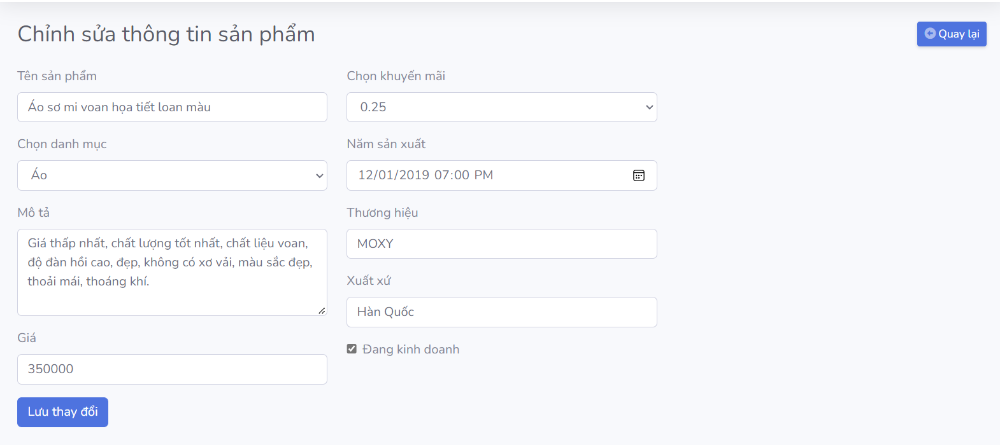 Chỉnh sửa thông tin sản phẩm
Quay lại
Tên sản phẩm
Áo sơ mi voan họa tiết loan màu
Chọn danh mục
Áo
Mô tả
Giá thấp nhất, chất lượng tốt nhất, chất liệu voan,
độ đàn hồi cao, đẹp, không có xơ vải, màu sắc đẹp,
thoải mái, thoáng khí.
Giá
350000
Lưu thay đổi
Chọn khuyến mãi
0.25
Năm sản xuất
12/01/2019 07:00 PM
Thương hiệu
MOXY
Xuất xứ
Hàn Quốc
Đang kinh doanh